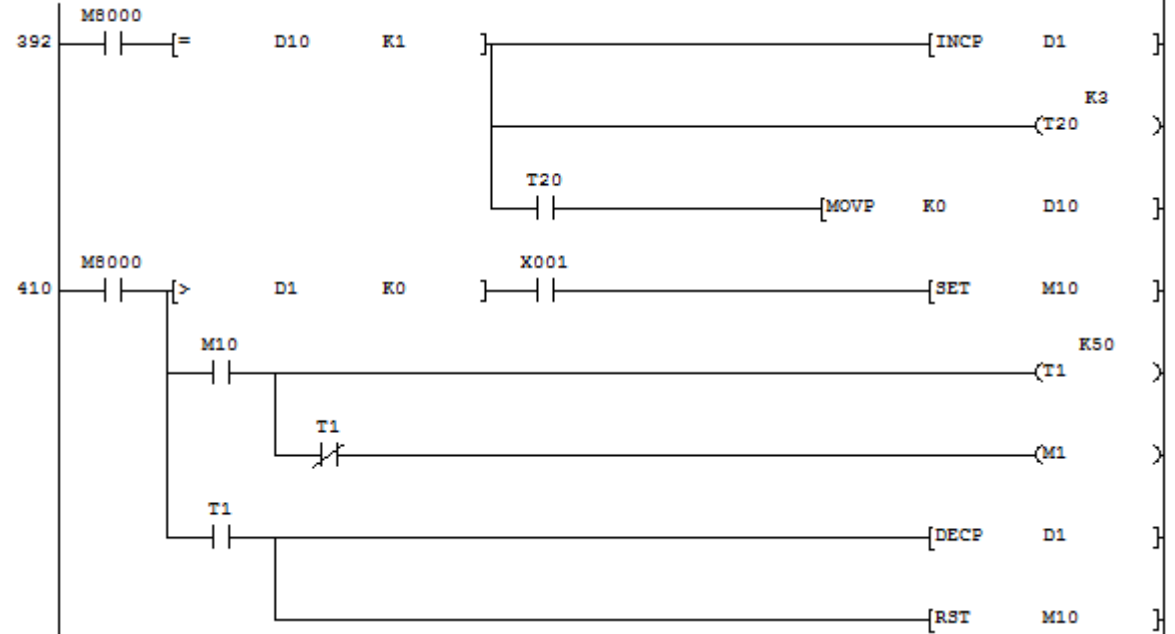 M8000
392 [= D10 K1 ] [INCP D1 ]
K3
(T20 )
T20
[MOVP K0 D10 ]
M8000 X001
410 [> D1 K0 ] [SET M10 ]
M10 K50
(T1 )
T1
(M1 )
T1
[DECP D1 ]
[RST M10 ]